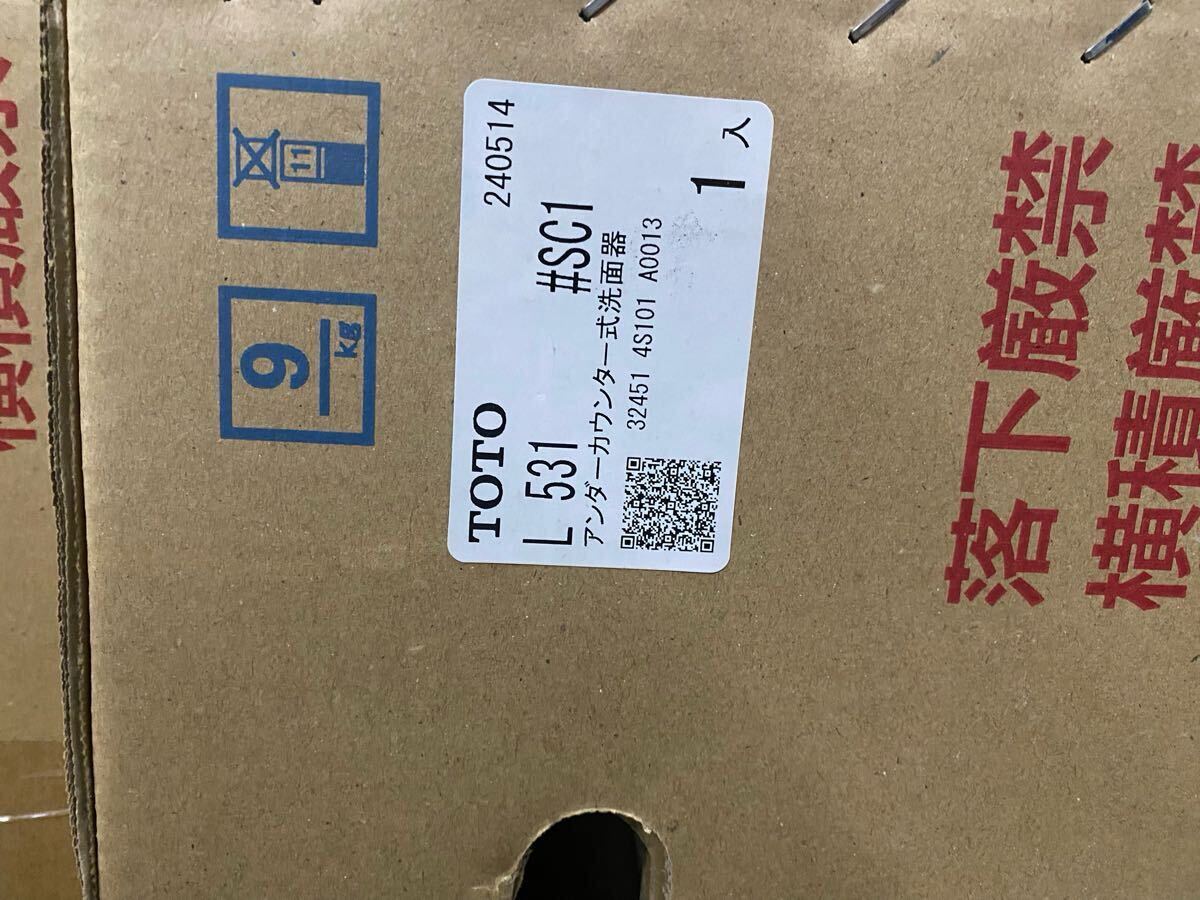 TOTO 240514
L 531 #SC1
アンダーカウンター式洗面器
32451 4S101 A0013
1 入
9
kg
11
落下厳禁
横積厳禁